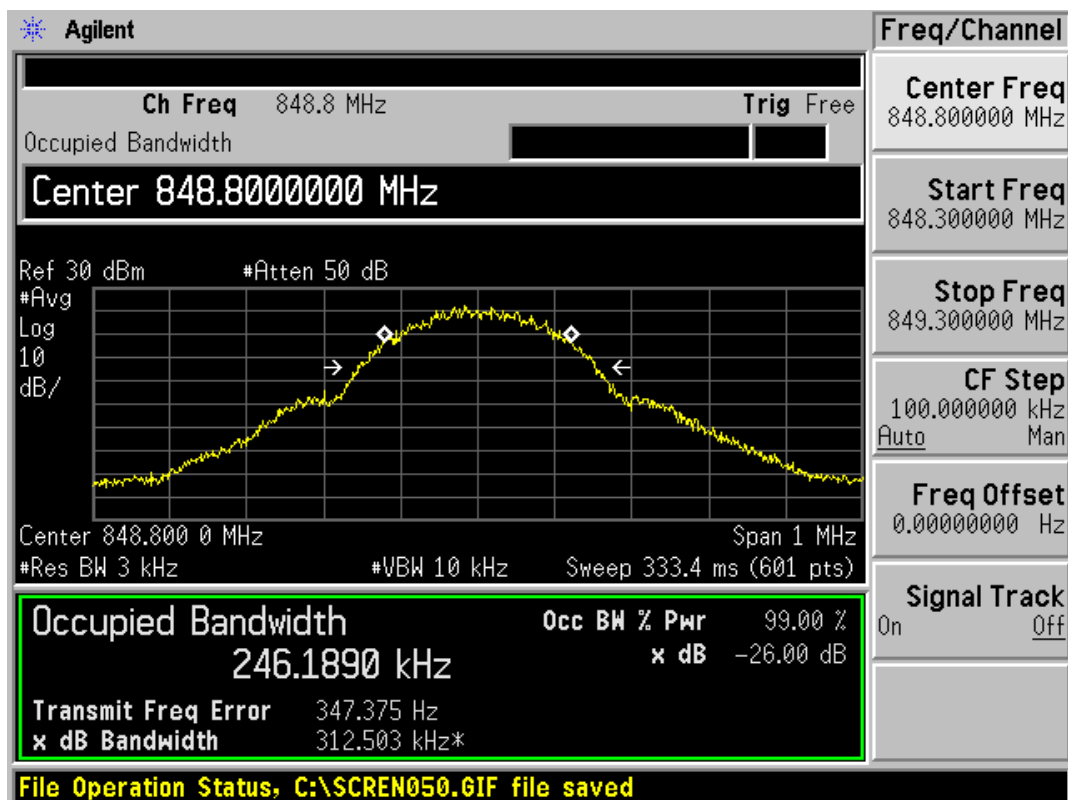 Agilent
Freq/Channel
Ch Freq 848.8 MHz Trig Free
Occupied Bandwidth
Center 848.8000000 MHz
Ref 30 dBm #Atten 50 dB
#Avg
Log
10
dB/
Center 848.800 0 MHz Span 1 MHz
#Res BW 3 kHz #VBW 10 kHz Sweep 333.4 ms (601 pts)
Occupied Bandwidth Occ BW % Pwr 99.00 %
246.1890 kHz x dB -26.00 dB
Transmit Freq Error 347.375 Hz
x dB Bandwidth 312.503 kHz*
File Operation Status, C:\SCREN050.GIF file saved
Center Freq
848.800000 MHz
Start Freq
848.300000 MHz
Stop Freq
849.300000 MHz
CF Step
100.000000 kHz
Auto Man
Freq Offset
0.00000000 Hz
Signal Track
On Off